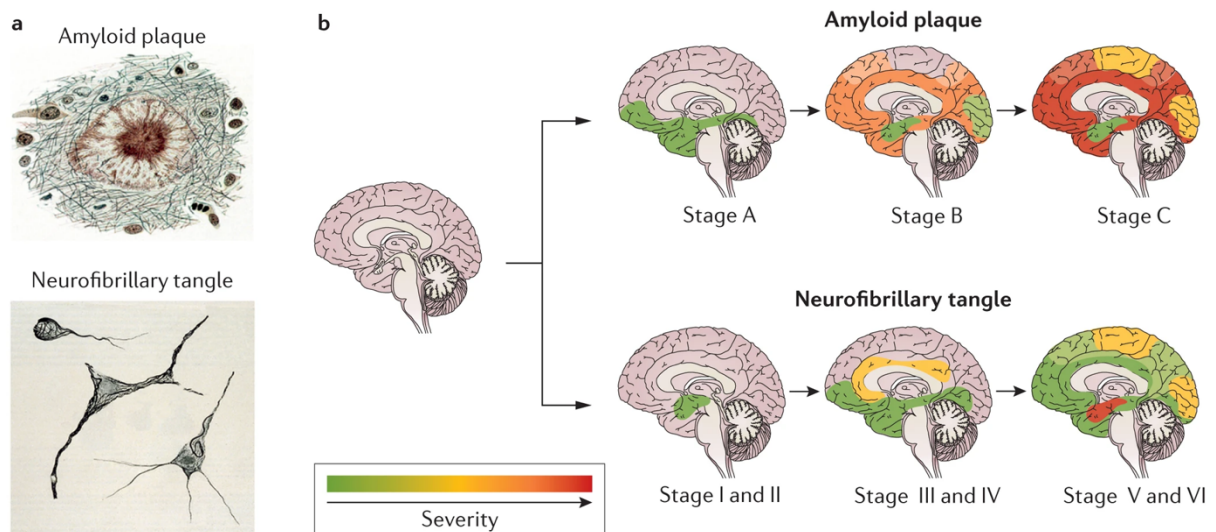 a
Amyloid plaque
Neurofibrillary tangle
b
Amyloid plaque
Stage A
Stage B
Stage C
Neurofibrillary tangle
Stage I and II
Stage III and IV
Stage V and VI
Severity